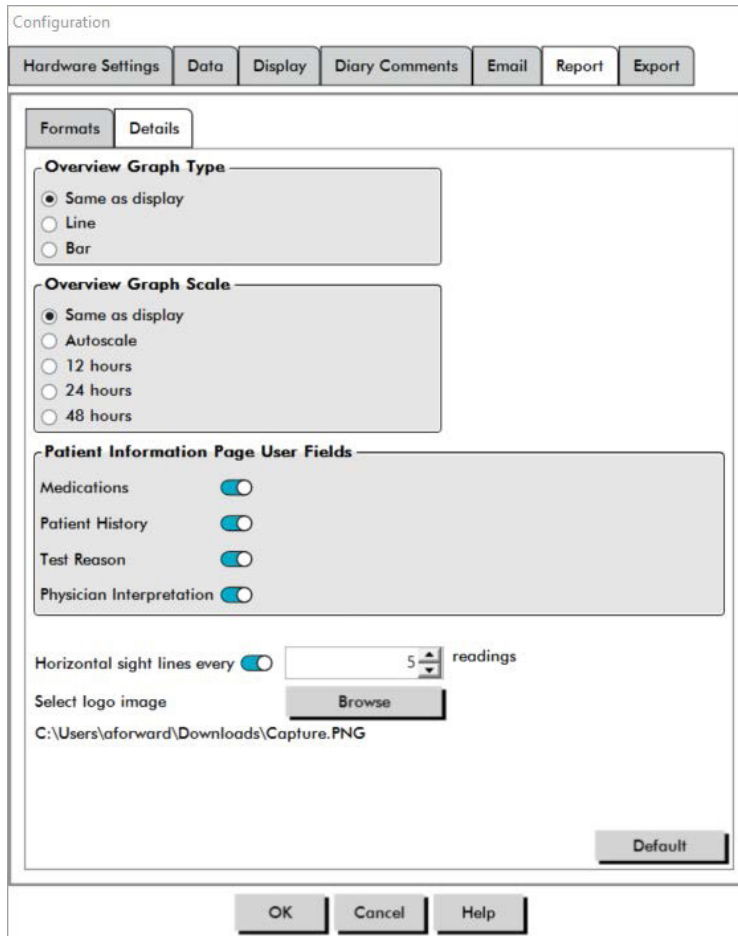 Configuration
Hardware Settings Data Display Diary Comments Email Report Export
Formats Details
Overview Graph Type
Same as display
Line
Bar
Overview Graph Scale
Same as display
Autoscale
12 hours
24 hours
48 hours
Patient Information Page User Fields
Medications
Patient History
Test Reason
Physician Interpretation
Horizontal sight lines every 5 readings
Select logo image Browse
C:\Users\aforward\Downloads\Capture.PNG
Default
OK Cancel Help